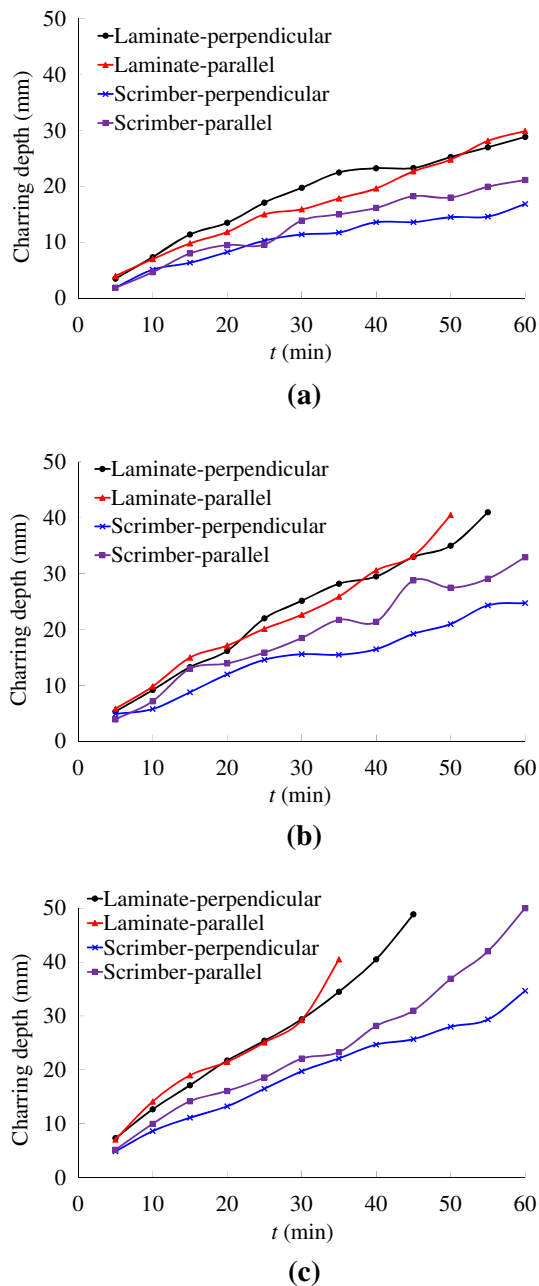 50
Laminate-perpendicular
40
Laminate-parallel
Scrimber-perpendicular
30
Scrimber-parallel
20
10
0
Charring depth (mm)
0 10 20 30 40 50 60
t (min)
(a)
50
Laminate-perpendicular
Laminate-parallel
40
Scrimber-perpendicular
Scrimber-parallel
30
20
10
0
Charring depth (mm)
0 10 20 30 40 50 60
t (min)
(b)
Laminate-perpendicular
50
Laminate-parallel
Scrimber-perpendicular
40
Scrimber-parallel
30
20
10
0
Charring depth (mm)
0 10 20 30 40 50 60
t (min)
(c)